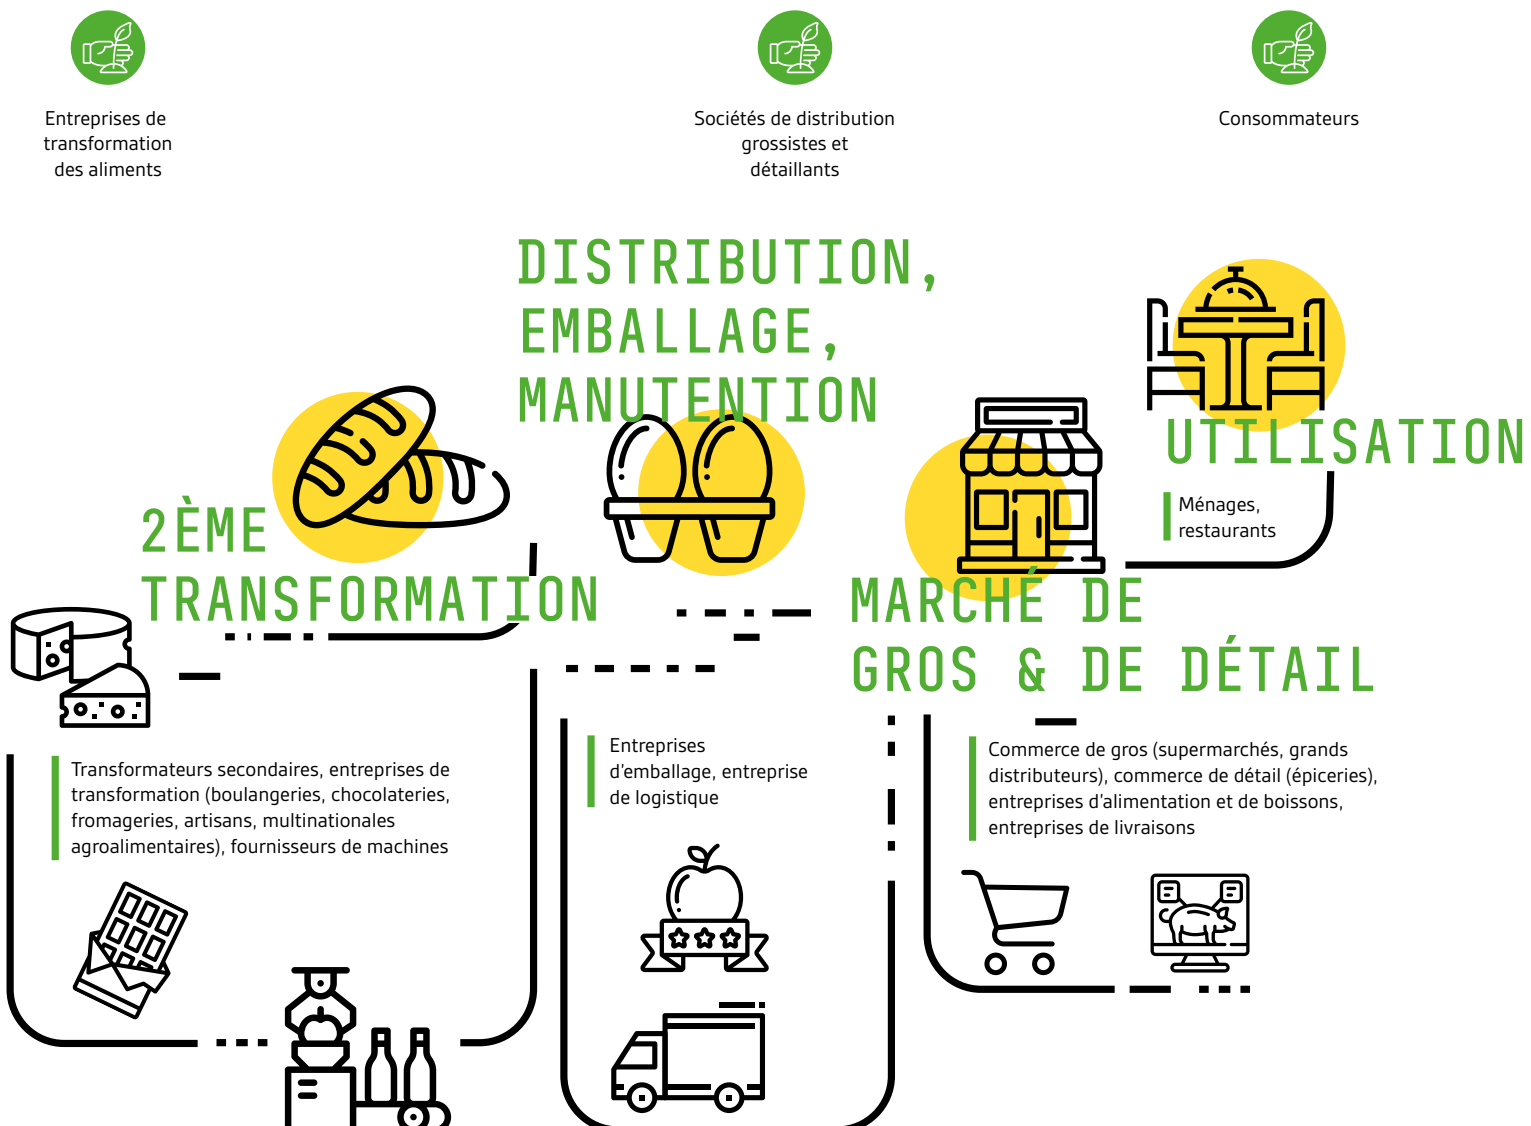 Entreprises de
transformation
des aliments
Sociétés de distribution
grossistes et
détaillants
Consommateurs
DISTRIBUTION,
EMBALLAGE,
MANUTENTION
UTILISATION
Ménages,
restaurants
2ÈME
TRANSFORMATION
MARCHÉ DE
GROS & DE DÉTAIL
Transformateurs secondaires, entreprises de
transformation (boulangeries, chocolateries,
fromageries, artisans, multinationales
agroalimentaires), fournisseurs de machines
Entreprises
d'emballage, entreprise
de logistique
Commerce de gros (supermarchés, grands
distributeurs), commerce de détail (épiceries),
entreprises d'alimentation et de boissons,
entreprises de livraisons